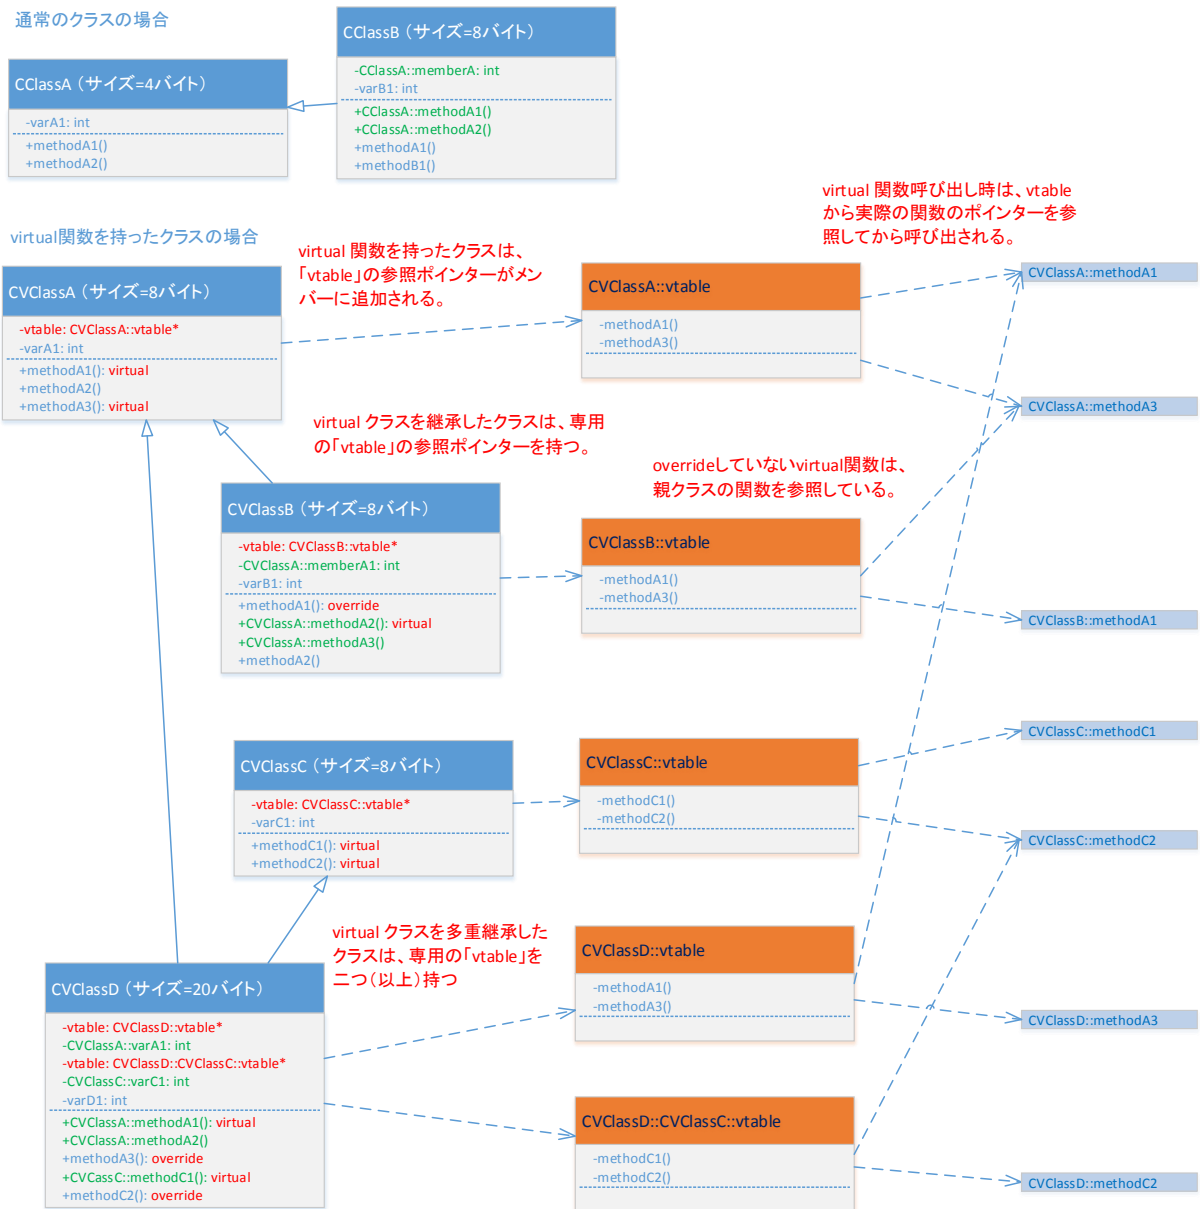 通常のクラスの場合
CClassA（サイズ=4バイト）
-varA1: int
+methodA1()
+methodA2()
CClassB（サイズ=8バイト）
-CClassA::memberA: int
-varB1: int
+CClassA::methodA1()
+CClassA::methodA2()
+methodA1()
+methodB1()
virtual関数を持ったクラスの場合
CVClassA（サイズ=8バイト）
-vtable: CVClassA::vtable*
-varA1: int
+methodA1(): virtual
+methodA2()
+methodA3(): virtual
virtual 関数を持ったクラスは、
「vtable」の参照ポインターがメン
バーに追加される。
CVClassA::vtable
-methodA1()
-methodA3()
virtual 関数呼び出し時は、vtable
から実際の関数のポインターを参
照してから呼び出される。
CVClassA::methodA1
CVClassA::methodA3
virtual クラスを継承したクラスは、専用
の「vtable」の参照ポインターを持つ。
CVClassB（サイズ=8バイト）
-vtable: CVClassB::vtable*
-CVClassA::memberA1: int
-varB1: int
+methodA1(): override
+CVClassA::methodA2(): virtual
+CVClassA::methodA3()
+methodA2()
overrideしていないvirtual関数は、
親クラスの関数を参照している。
CVClassB::vtable
-methodA1()
-methodA3()
CVClassB::methodA1
CVClassC（サイズ=8バイト）
-vtable: CVClassC::vtable*
-varC1: int
+methodC1(): virtual
+methodC2(): virtual
CVClassC::vtable
-methodC1()
-methodC2()
CVClassC::methodC1
CVClassC::methodC2
virtual クラスを多重継承した
クラスは、専用の「vtable」を
二つ（以上）持つ
CVClassD（サイズ=20バイト）
-vtable: CVClassD::vtable*
-CVClassA::varA1: int
-vtable: CVClassD::CVClassC::vtable*
-CVClassC::varC1: int
-varD1: int
+CVClassA::methodA1(): virtual
+CVClassA::methodA2()
+methodA3(): override
+CVCassC::methodC1(): virtual
+methodC2(): override
CVClassD::vtable
-methodA1()
-methodA3()
CVClassD::methodA3
CVClassD::CVClassC::vtable
-methodC1()
-methodC2()
CVClassD::methodC2